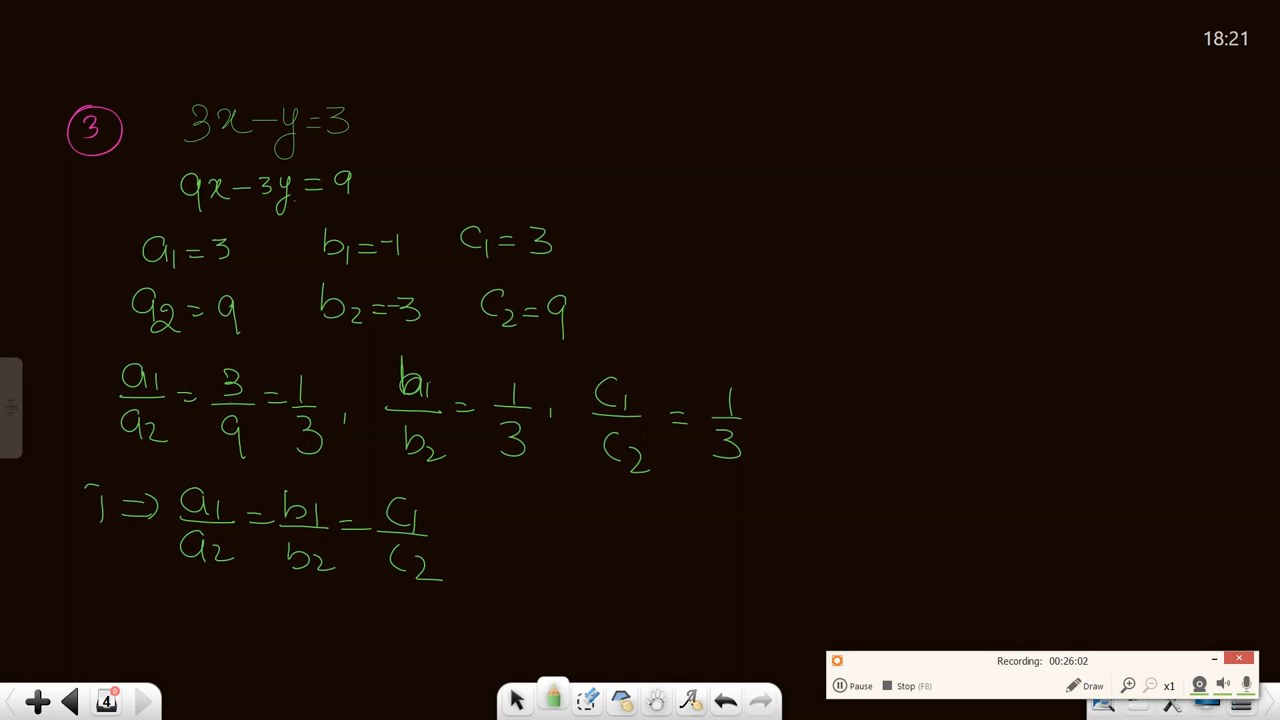 18:21
3 3x-y=3
9x-3y=9
a1=3 b1=-1 c1=3
a2=9 b2=-3 c2=9
a1/a2 = 3/9 = 1/3, b1/b2 = 1/3, c1/c2 = 1/3
⇒ a1/a2 = b1/b2 = c1/c2
Recording: 00:26:02
Pause Stop (F8) Draw x1
4 0